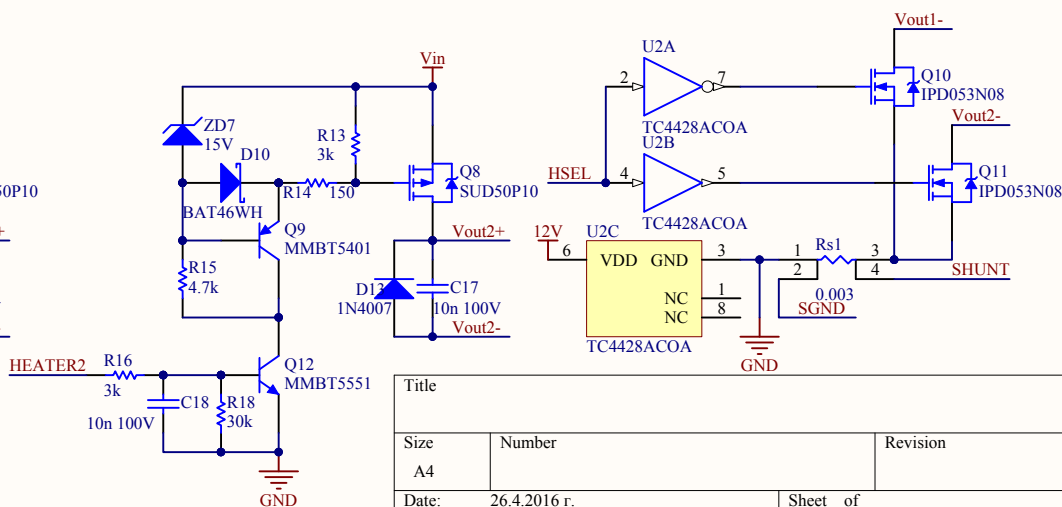 Vout1-
U2A
2
7
Q10
IPD053N08
TC4428ACOA
Vin
ZD7
15V
R13
3k
D10
BAT46WH
R14
150
Q8
SUD50P10
50P10
HSEL
U2B
4
5
TC4428ACOA
Vout2-
Q11
IPD053N08
Q9
MMBT5401
R15
4.7k
Vout2+
D13
1N4007
C17
10n 100V
Vout2-
12V
6
U2C
VDD
GND
3
NC
1
NC
8
TC4428ACOA
GND
1
2
Rs1
3
4
0.003
SGND
SHUNT
+
-
HEATER2
R16
3k
C18
10n 100V
R18
30k
Q12
MMBT5551
GND
Title
Size
Number
Revision
A4
Date:
26.4.2016 г.
Sheet of